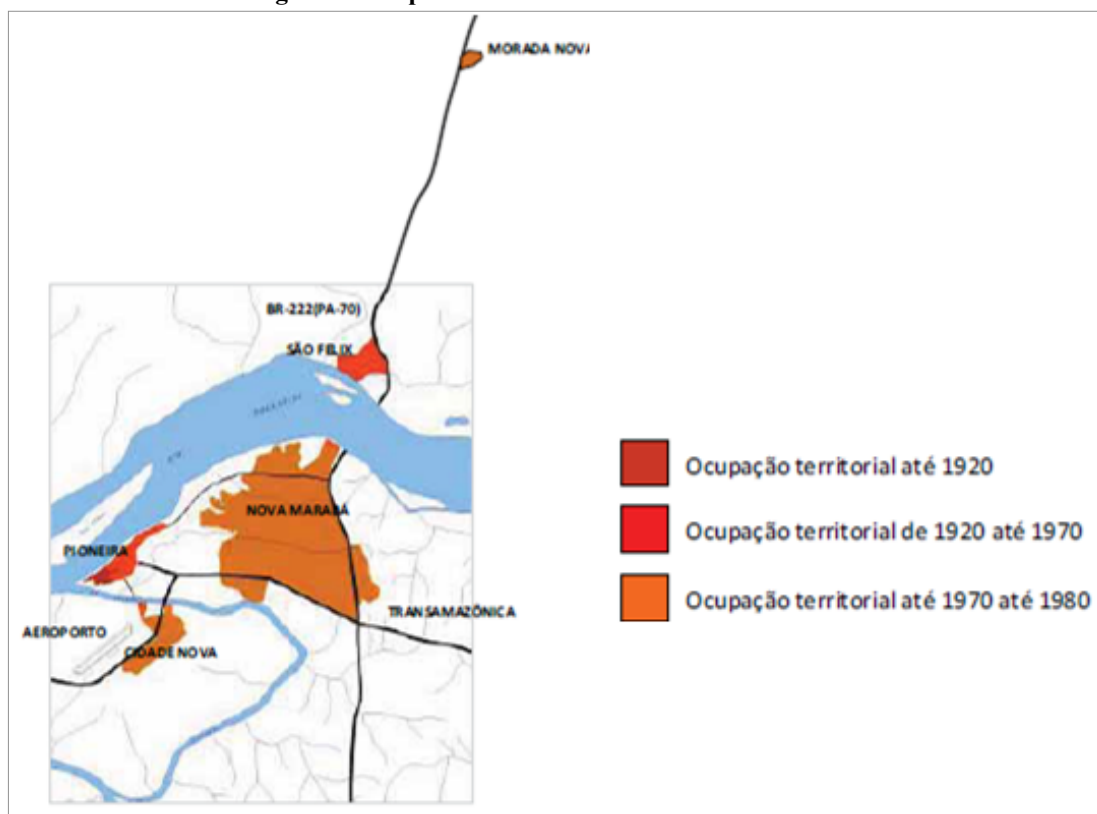 MORADA NOVA
BR-222(PA-70)
SÃO FELIX
NOVA MARABÁ
PIONEIRA
TRANSAMAZÔNICA
AEROPORTO
CIDADE NOVA
Ocupação territorial até 1920
Ocupação territorial de 1920 até 1970
Ocupação territorial até 1970 até 1980